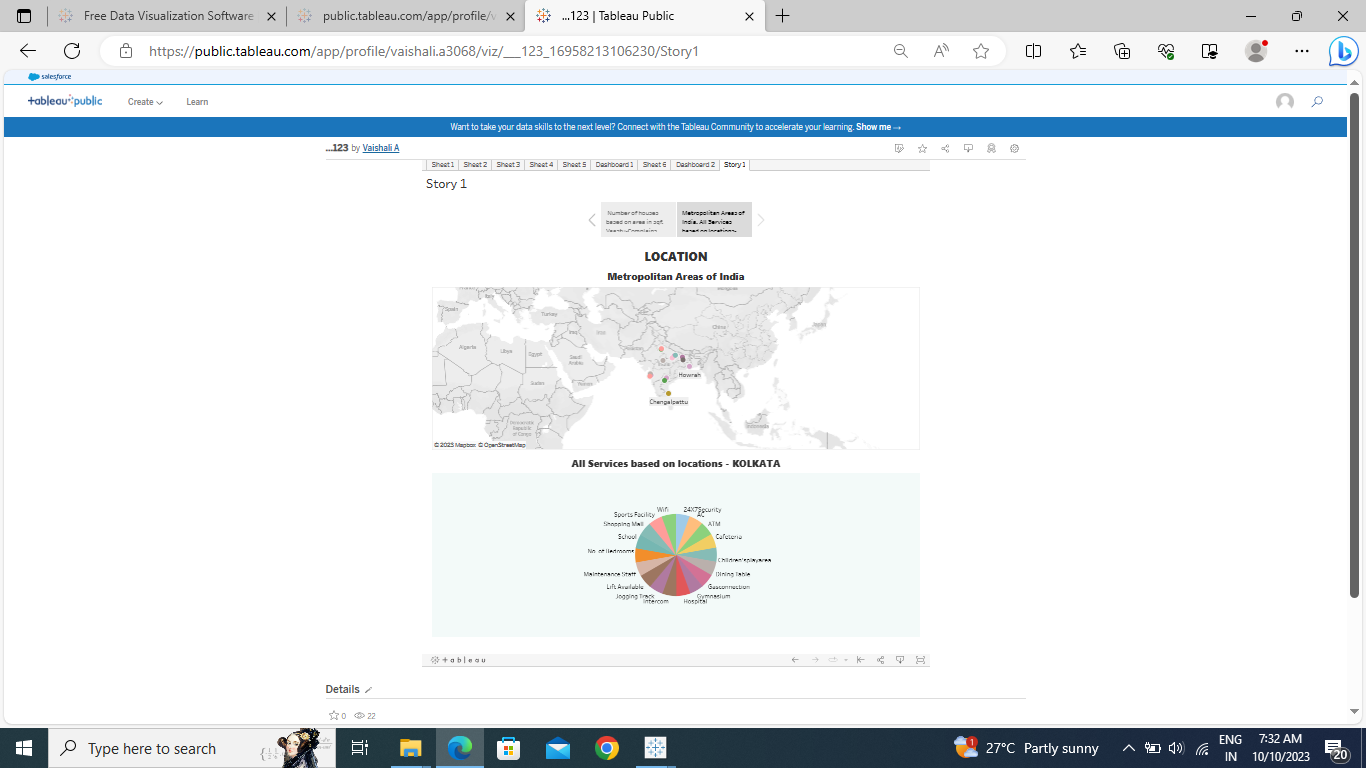 Free Data Visualization Software
public.tableau.com/app/profile/v
...123 | Tableau Public
https://public.tableau.com/app/profile/vaishali.a3068/viz/___123_16958213106230/Story1
salesforce
+ableau public
Create
Learn
Want to take your data skills to the next level? Connect with the Tableau Community to accelerate your learning. Show me →
...123 by Vaishali A
Sheet 1 Sheet 2 Sheet 3 Sheet 4 Sheet 5 Dashboard 1 Sheet 6 Dashboard 2 Story 1
Story 1
Number of houses
based on area in sqft
Metropolitan Areas of
India. All Services
based on locations-
LOCATION
Metropolitan Areas of India
Mongolia
Spain
Italy
Turkey
China
Japan
Iraq
Iran
Algeria
Libya
Egypt
Saudi
Arabia
India
Howrah
Sudan
Yemen
Chengalpattu
Democratic
Republic
of Congo
Indonesia
© 2023 Mapbox © OpenStreetMap
All Services based on locations - KOLKATA
Wifi
24X7Security
Sports Facility
AC
Shopping Mall
ATM
School
Cafeteria
No. of Bedrooms
Children'splayarea
Maintenance Staff
Dining Table
Lift Available
Gasconnection
Jogging Track
Gymnasium
Intercom
Hospital
+ a b l e a u
Details
0
22
Type here to search
1
27°C Partly sunny
ENG
IN
7:32 AM
10/10/2023
20